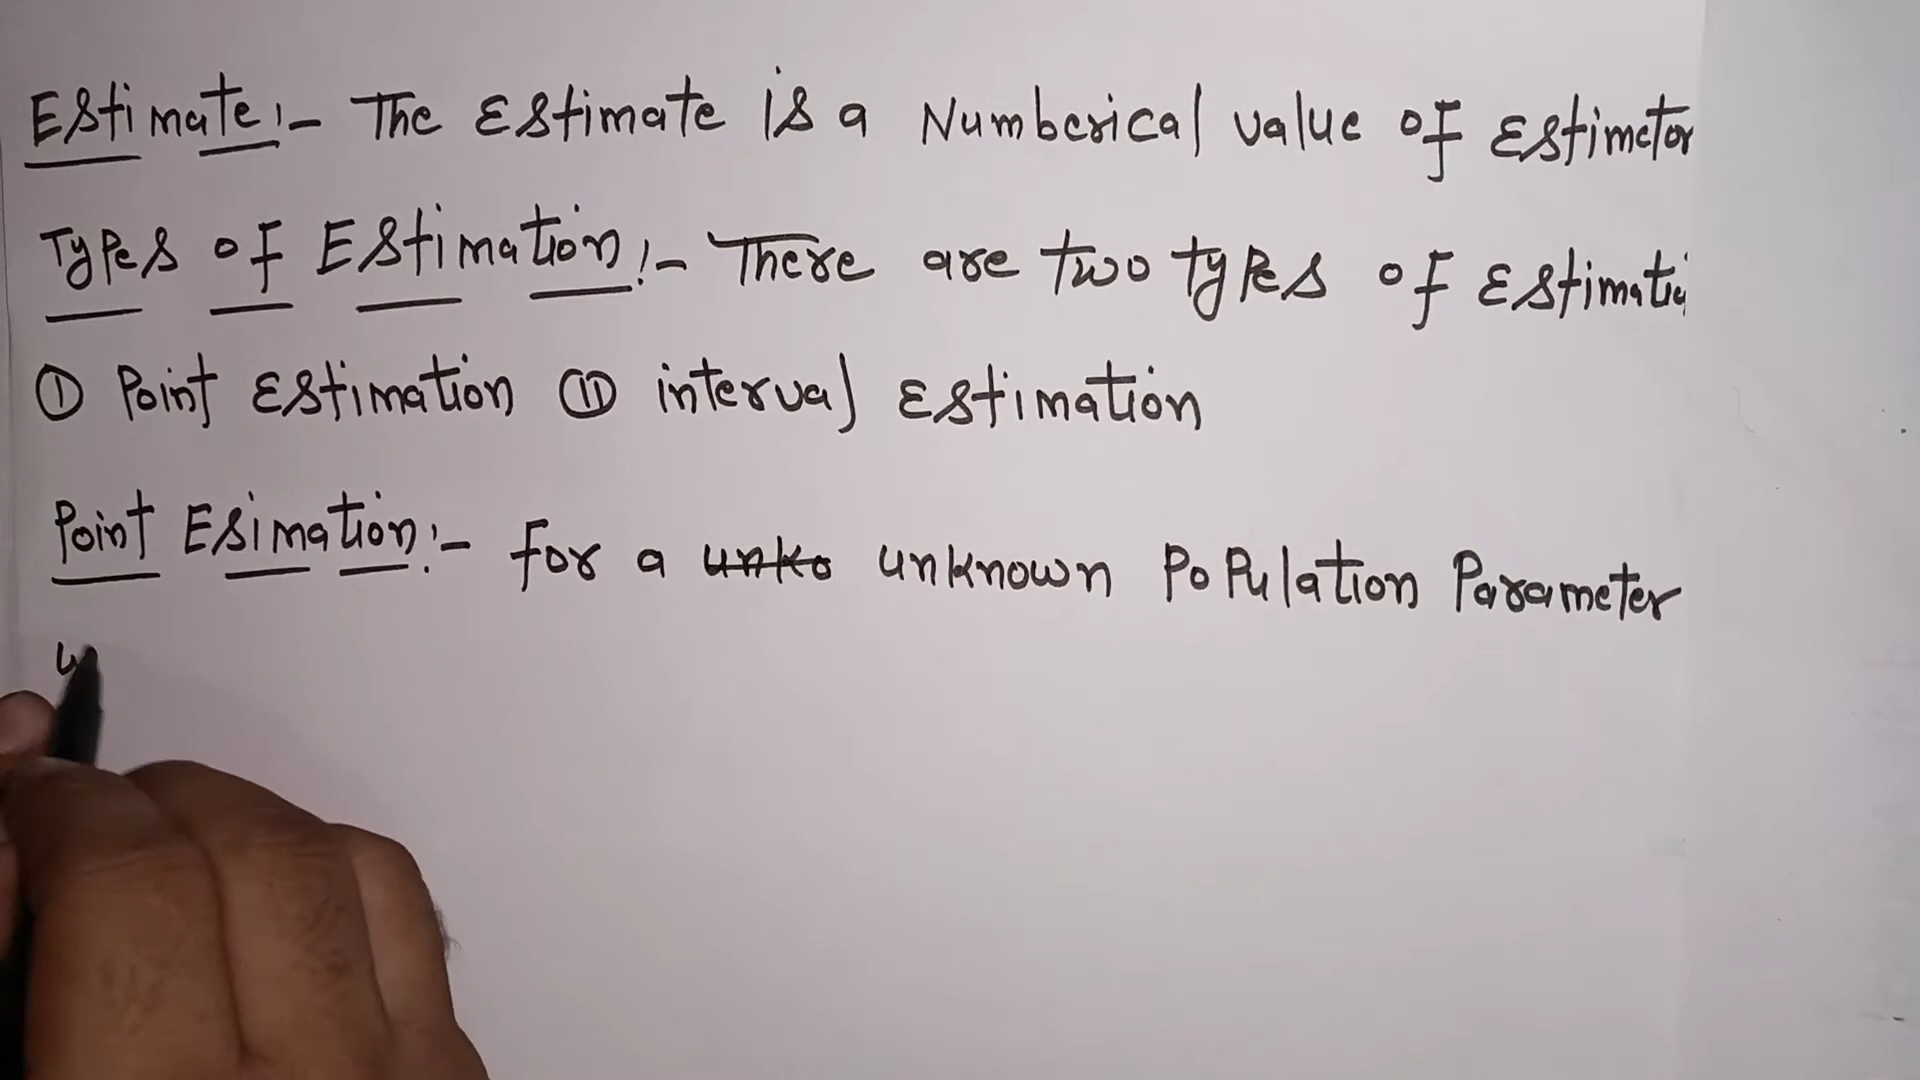 Estimate:- The Estimate is a Numberical value of Estimetor
Types of Estimation:- There are two types of Estimati
① Point Estimation ⑪ interval Estimation
Point Esimation:- for a unko unknown Population Parameter